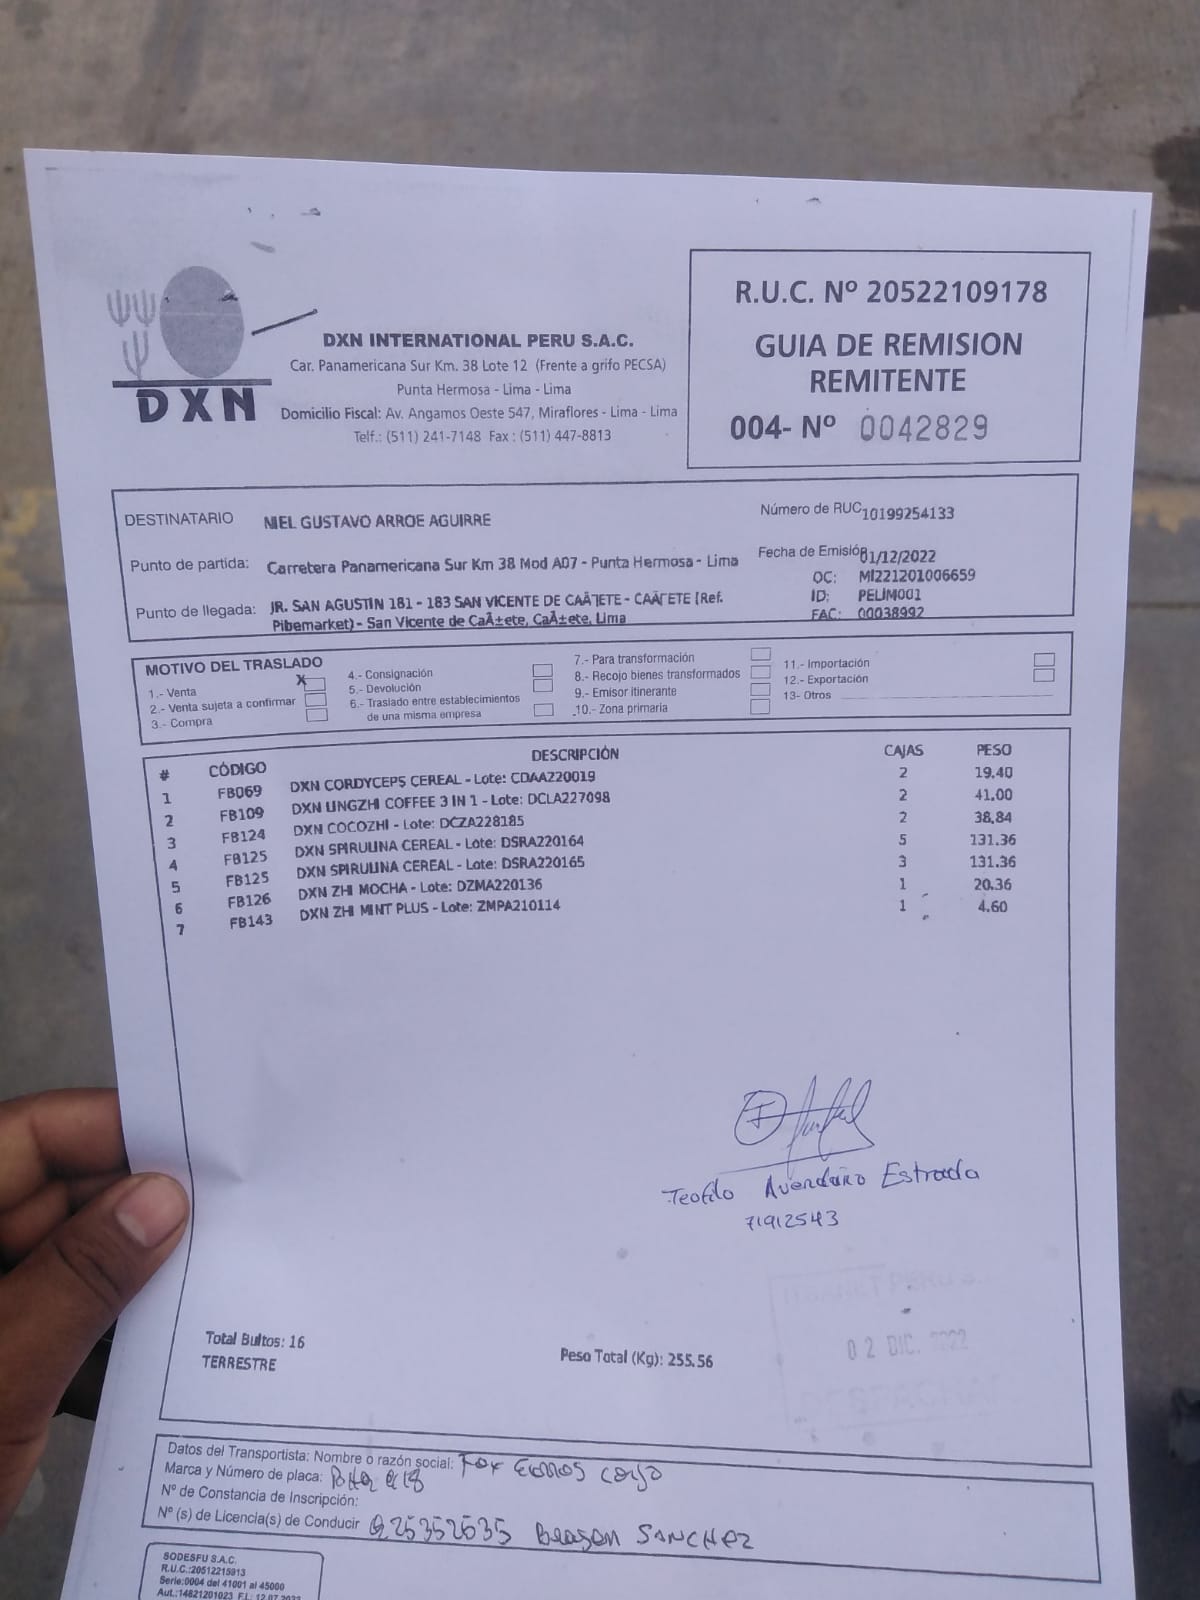 DXN
DXN INTERNATIONAL PERU S.A.C.
Car. Panamericana Sur Km. 38 Lote 12 (Frente a grifo PECSA)
Punta Hermosa - Lima - Lima
Domicilio Fiscal: Av. Angamos Oeste 547, Miraflores - Lima - Lima
Telf.: (511) 241-7148 Fax : (511) 447-8813
R.U.C. Nº 20522109178
GUIA DE REMISION
REMITENTE
004- Nº 0042829
DESTINATARIO NIEL GUSTAVO ARROE AGUIRRE Número de RUC 10199254133
Punto de partida: Carretera Panamericana Sur Km 38 Mod A07 - Punta Hermosa - Lima Fecha de Emisión 01/12/2022
OC: MI221201006659
ID: PELIM001
FAC: 00038992
Punto de llegada: JR. SAN AGUSTIN 181 - 183 SAN VICENTE DE CAÃ‘ETE - CAÃ‘ETE (Ref.
Pibemarket) - San Vicente de CaÃ±ete, CaÃ±ete, Lima
MOTIVO DEL TRASLADO
1.- Venta X
2.- Venta sujeta a confirmar
3.- Compra
4.- Consignación
5.- Devolución
6.- Traslado entre establecimientos
de una misma empresa
7.- Para transformación
8.- Recojo bienes transformados
9.- Emisor itinerante
10.- Zona primaria
11.- Importación
12.- Exportación
13- Otros
# CÓDIGO DESCRIPCIÓN CAJAS PESO
1 FB069 DXN CORDYCEPS CEREAL - Lote: CDAA220019 2 19.40
2 FB109 DXN LINGZHI COFFEE 3 IN 1 - Lote: DCLA227098 2 41.00
3 FB124 DXN COCOZHI - Lote: DCZA228185 2 38,84
4 FB125 DXN SPIRULINA CEREAL - Lote: DSRA220164 5 131.36
5 FB125 DXN SPIRULINA CEREAL - Lote: DSRA220165 3 131.36
6 FB126 DXN ZHI MOCHA - Lote: DZMA220136 1 20.36
7 FB143 DXN ZHI MINT PLUS - Lote: ZMPA210114 1 4.60
Teofilo Avendaño Estrada
71912543
02 DIC. 2022
Total Bultos: 16
TERRESTRE
Peso Total (Kg): 255.56
Datos del Transportista: Nombre o razón social:
Marca y Número de placa:
Nº de Constancia de Inscripción:
Nº (s) de Licencia(s) de Conducir Q25352635 SANCHEZ
SODESFU S.A.C.
R.U.C.:20512215913
Serie:0004 del 41001 al 45000
Aut.:14821201023 F.I.: 12.07.2022